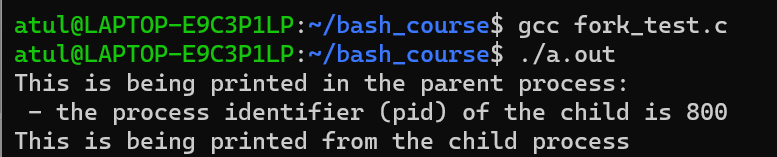 atul@LAPTOP-E9C3P1LP:~/bash_course$ gcc fork_test.c
atul@LAPTOP-E9C3P1LP:~/bash_course$ ./a.out
This is being printed in the parent process:
 - the process identifier (pid) of the child is 800
This is being printed from the child process